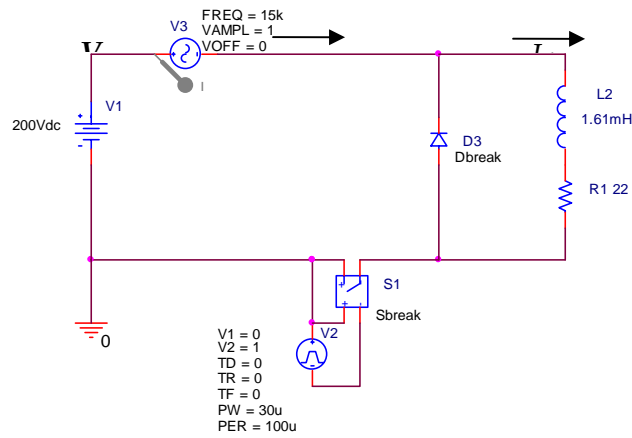 FREQ = 15k
V3
VAMPL = 1
VOFF = 0
V1
200Vdc
L2
1.61mH
D3
Dbreak
R1 22
S1
Sbreak
0
V2
V1 = 0
V2 = 1
TD = 0
TR = 0
TF = 0
PW = 30u
PER = 100u
I